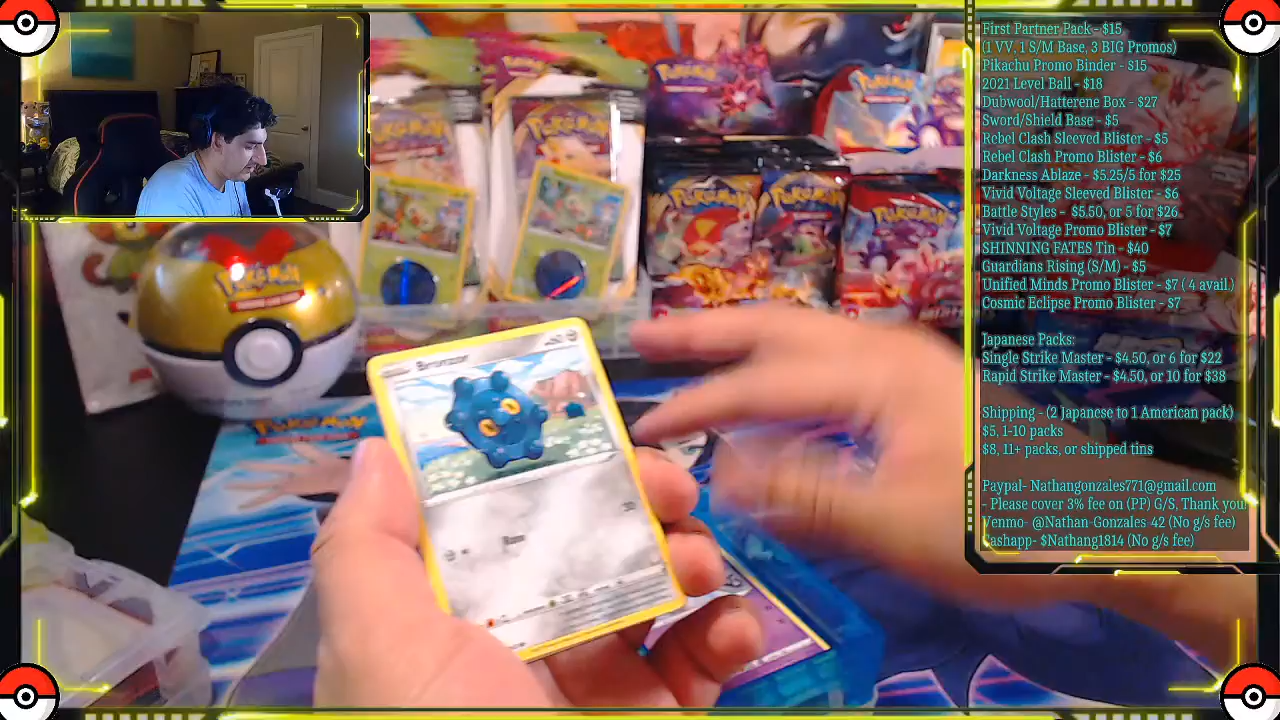 First Partner Pack - $15
(1 VV, 1 S/M Base, 3 BIG Promos)
Pikachu Promo Binder - $15
2021 Level Ball - $18
Dubwool/Hatterene Box - $27
Sword/Shield Base - $5
Rebel Clash Sleeved Blister - $5
Rebel Clash Promo Blister - $6
Darkness Ablaze - $5.25/5 for $25
Vivid Voltage Sleeved Blister - $6
Battle Styles - $5.50, or 5 for $26
Vivid Voltage Promo Blister - $7
SHINNING FATES Tin - $40
Guardians Rising (S/M) - $5
Unified Minds Promo Blister - $7 ( 4 avail.)
Cosmic Eclipse Promo Blister - $7
Japanese Packs:
Single Strike Master - $4.50, or 6 for $22
Rapid Strike Master - $4.50, or 10 for $38
Shipping - (2 Japanese to 1 American pack)
$5, 1-10 packs
$8, 11+ packs, or shipped tins
Paypal- Nathangonzales771@gmail.com
- Please cover 3% fee on (PP) G/S, Thank you
Venmo- @Nathan-Gonzales-42 (No g/s fee)
Cashapp- $Nathang1814 (No g/s fee)
POKéMON
POKéMON
POKéMON
POKéMON
POKéMON
POKéMON
POKéMON
POKéMON
POKéMON
Bronzor
30